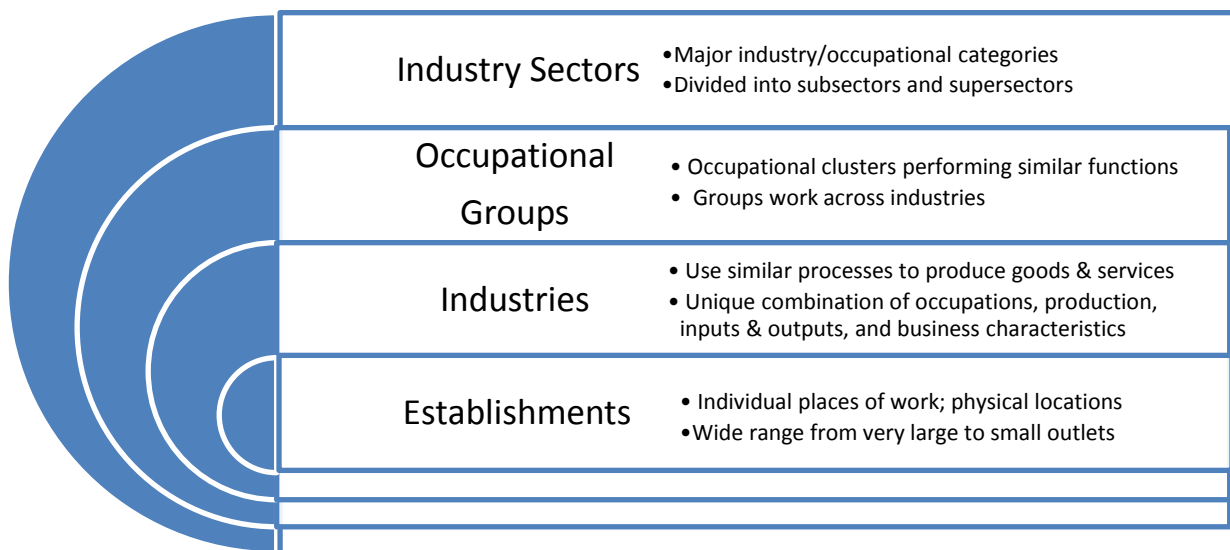 Industry Sectors
•Major industry/occupational categories
•Divided into subsectors and supersectors
Occupational
Groups
• Occupational clusters performing similar functions
• Groups work across industries
Industries
• Use similar processes to produce goods & services
• Unique combination of occupations, production,
inputs & outputs, and business characteristics
Establishments
• Individual places of work; physical locations
•Wide range from very large to small outlets